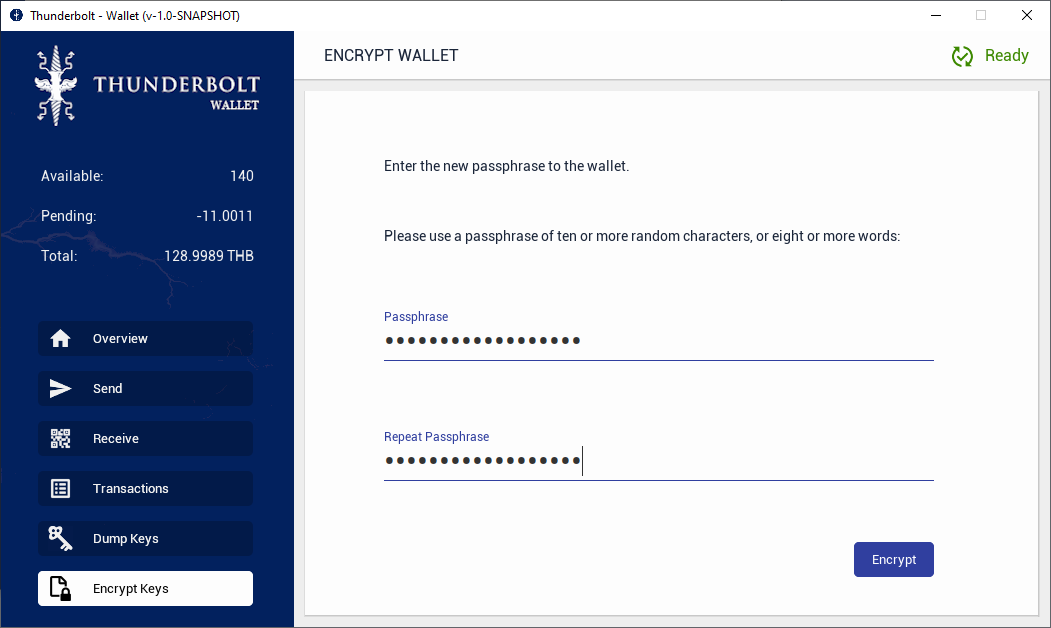 Thunderbolt - Wallet (v-1.0-SNAPSHOT)
THUNDERBOLT
WALLET
Available: 140
Pending: -11.0011
Total: 128.9989 THB
Overview
Send
Receive
Transactions
Dump Keys
Encrypt Keys
ENCRYPT WALLET
Ready
Enter the new passphrase to the wallet.
Please use a passphrase of ten or more random characters, or eight or more words:
Passphrase
••••••••••••••••••
Repeat Passphrase
••••••••••••••••••
Encrypt